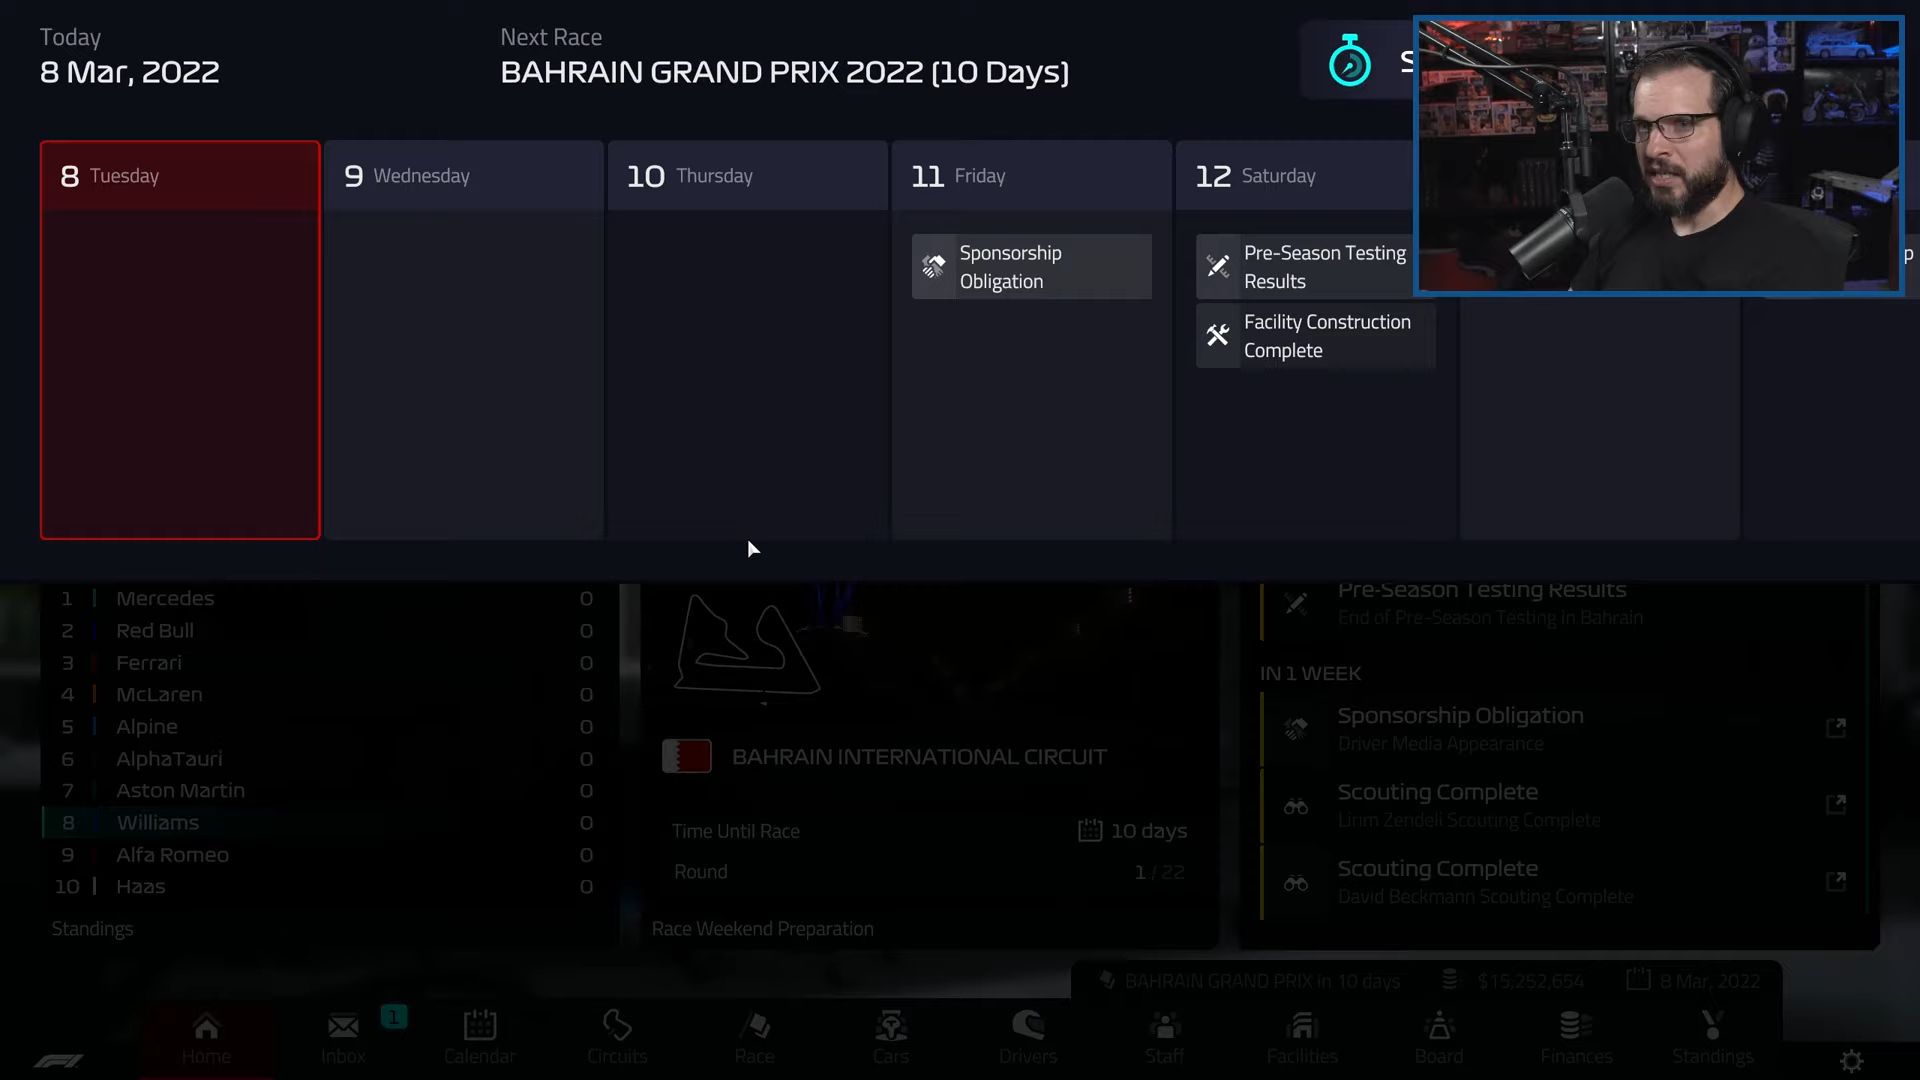 Today
8 Mar, 2022
Next Race
BAHRAIN GRAND PRIX 2022 (10 Days)
S
8 Tuesday
9 Wednesday
10 Thursday
11 Friday
12 Saturday
Sponsorship
Obligation
Pre-Season Testing
Results
Facility Construction
Complete
p
1 Mercedes 0
2 Red Bull 0
3 Ferrari 0
4 McLaren 0
5 Alpine 0
6 AlphaTauri 0
7 Aston Martin 0
8 Williams 0
9 Alfa Romeo 0
10 Haas 0
Standings
BAHRAIN INTERNATIONAL CIRCUIT
Time Until Race 10 days
Round 1 / 22
Race Weekend Preparation
Pre-Season Testing Results
End of Pre-Season Testing in Bahrain
IN 1 WEEK
Sponsorship Obligation
Driver Media Appearance
Scouting Complete
Lirim Zendeli Scouting Complete
Scouting Complete
David Beckmann Scouting Complete
BAHRAIN GRAND PRIX in 10 days $15,252,654 8 Mar, 2022
1
Home Inbox Calendar Circuits Race Cars Drivers Staff Facilities Board Finances Standings